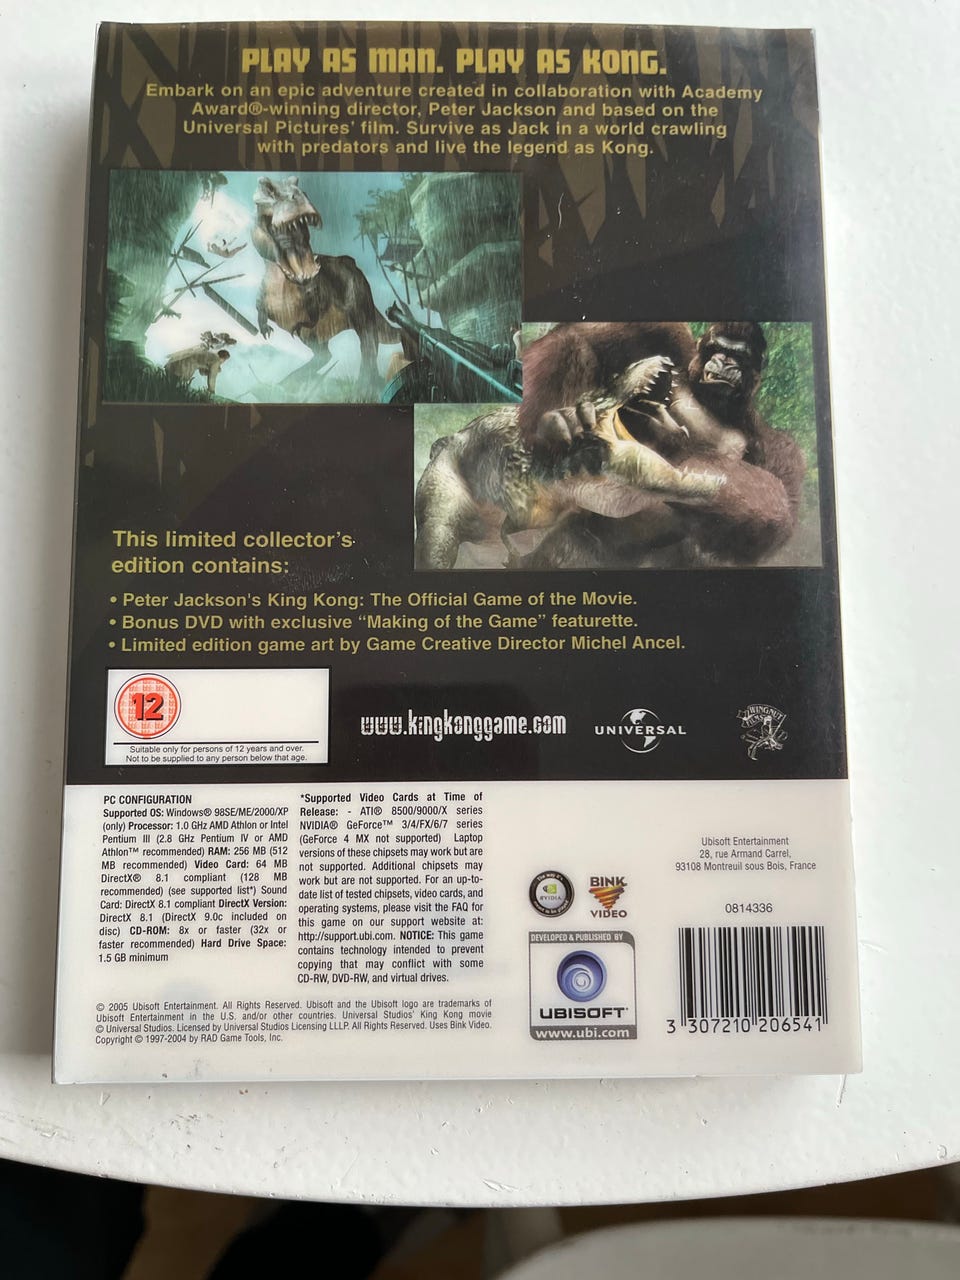 PLAY AS MAN. PLAY AS KONG.
Embark on an epic adventure created in collaboration with Academy
Award®-winning director, Peter Jackson and based on the
Universal Pictures' film. Survive as Jack in a world crawling
with predators and live the legend as Kong.
This limited collector's
edition contains:
• Peter Jackson's King Kong: The Official Game of the Movie.
• Bonus DVD with exclusive “Making of the Game” featurette.
• Limited edition game art by Game Creative Director Michel Ancel.
12
Suitable only for persons of 12 years and over.
Not to be supplied to any person below that age.
www.kingkonggame.com
UNIVERSAL
WINGNUT
PC CONFIGURATION
Supported OS: Windows® 98SE/ME/2000/XP
(only) Processor: 1.0 GHz AMD Athlon or Intel
Pentium III (2.8 GHz Pentium IV or AMD
Athlon™ recommended) RAM: 256 MB (512
MB recommended) Video Card: 64 MB
DirectX® 8.1 compliant (128 MB
recommended) (see supported list*) Sound
Card: DirectX 8.1 compliant DirectX Version:
DirectX 8.1 (DirectX 9.0c included on
disc) CD-ROM: 8x or faster (32x or
faster recommended) Hard Drive Space:
1.5 GB minimum
*Supported Video Cards at Time of
Release: - ATI® 8500/9000/X series
NVIDIA® GeForce™ 3/4/FX/6/7 series
(GeForce 4 MX not supported) Laptop
versions of these chipsets may work but are
not supported. Additional chipsets may
work but are not supported. For an up-to-
date list of tested chipsets, video cards, and
operating systems, please visit the FAQ for
this game on our support website at:
http://support.ubi.com. NOTICE: This game
contains technology intended to prevent
copying that may conflict with some
CD-RW, DVD-RW, and virtual drives.
© 2005 Ubisoft Entertainment. All Rights Reserved. Ubisoft and the Ubisoft logo are trademarks of
Ubisoft Entertainment in the U.S. and/or other countries. Universal Studios' King Kong movie
© Universal Studios. Licensed by Universal Studios Licensing LLLP. All Rights Reserved. Uses Bink Video.
Copyright © 1997-2004 by RAD Game Tools, Inc.
NVIDIA
BINK
VIDEO
DEVELOPED & PUBLISHED BY
UBISOFT
www.ubi.com
Ubisoft Entertainment
28, rue Armand Carrel,
93108 Montreuil sous Bois, France
0814336
3 307210 206541